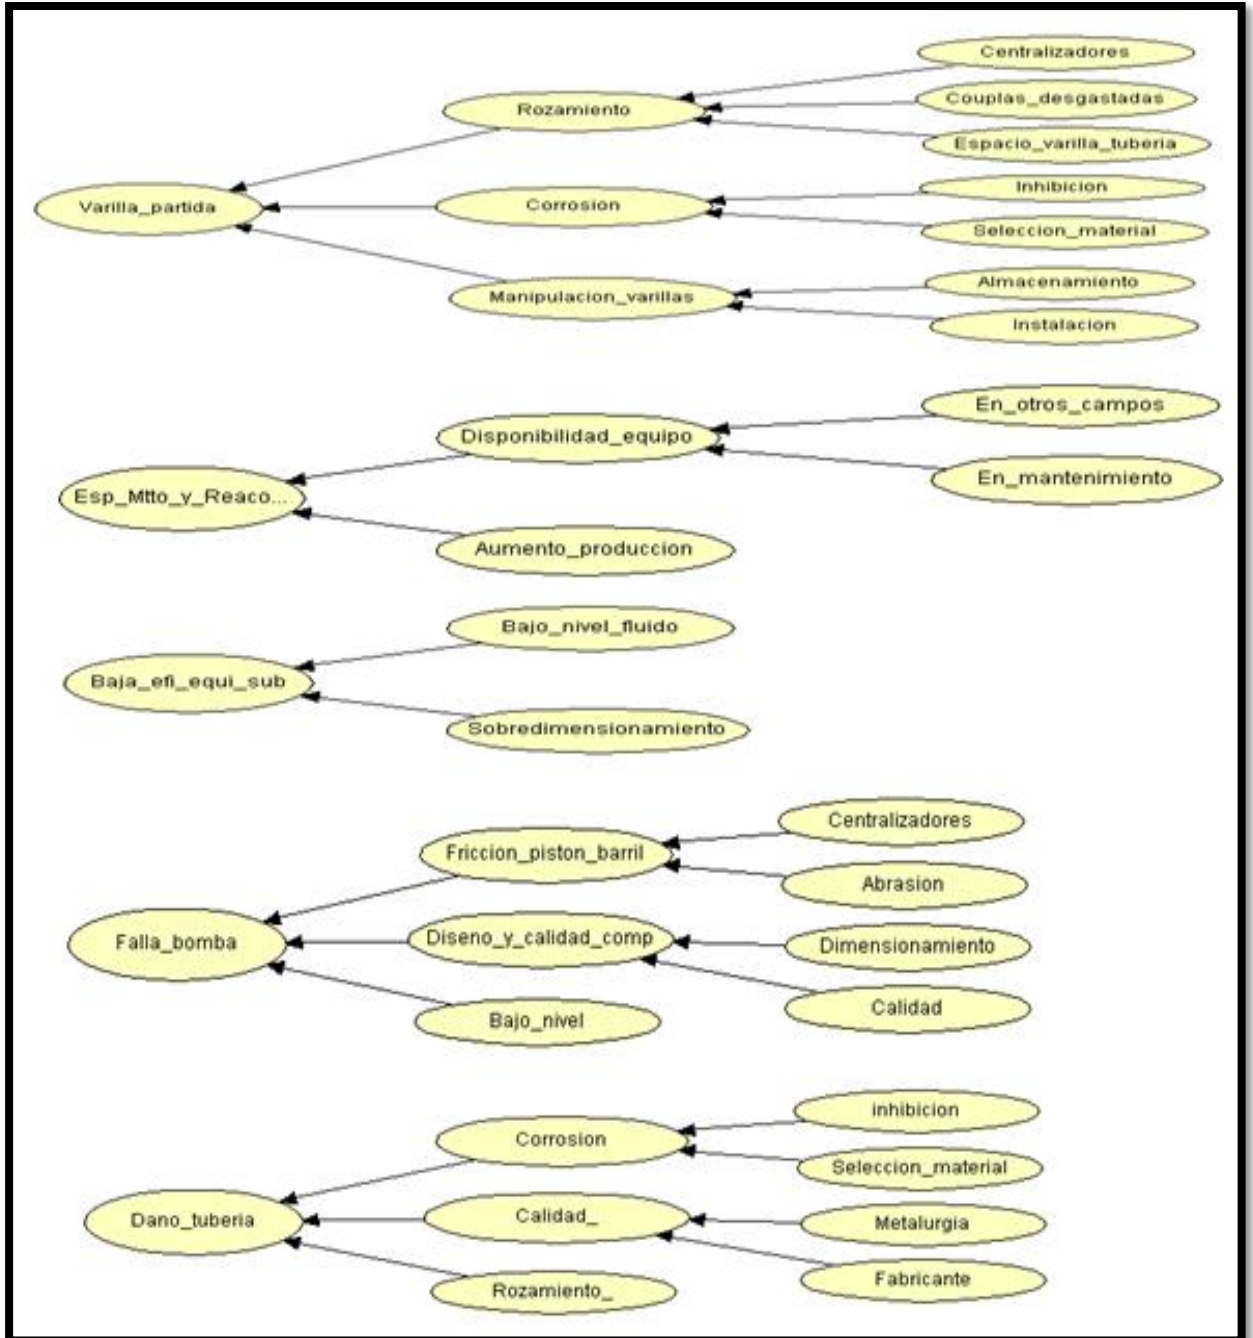 Centralizadores
Rozamiento
Couplas_desgastadas
Espacio_varilla_tuberia
Varilla_partida
Corrosion
Inhibicion
Seleccion_material
Manipulacion_varillas
Almacenamiento
Instalacion
En_otros_campos
Disponibilidad_equipo
En_mantenimiento
Esp_Mtto_y_Reaco...
Aumento_produccion
Bajo_nivel_fluido
Baja_efi_equi_sub
Sobredimensionamiento
Centralizadores
Friccion_piston_barril
Abrasion
Falla_bomba
Diseno_y_calidad_comp
Dimensionamiento
Calidad
Bajo_nivel
inhibicion
Corrosion
Seleccion_material
Dano_tuberia
Calidad_
Metalurgia
Fabricante
Rozamiento_